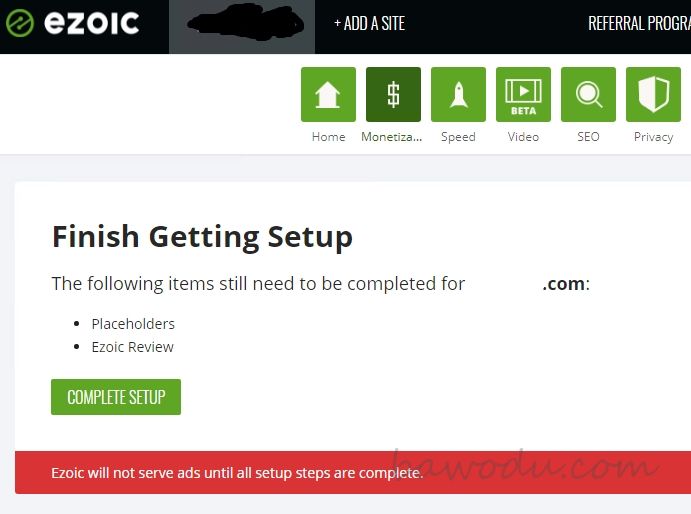 EZOIC
+ ADD A SITE
REFERRAL PROGRA
BETA
Home
Monetiza...
Speed
Video
SEO
Privacy
Finish Getting Setup
The following items still need to be completed for .com:
• Placeholders
• Ezoic Review
COMPLETE SETUP
Ezoic will not serve ads until all setup steps are complete.
bawodu.com